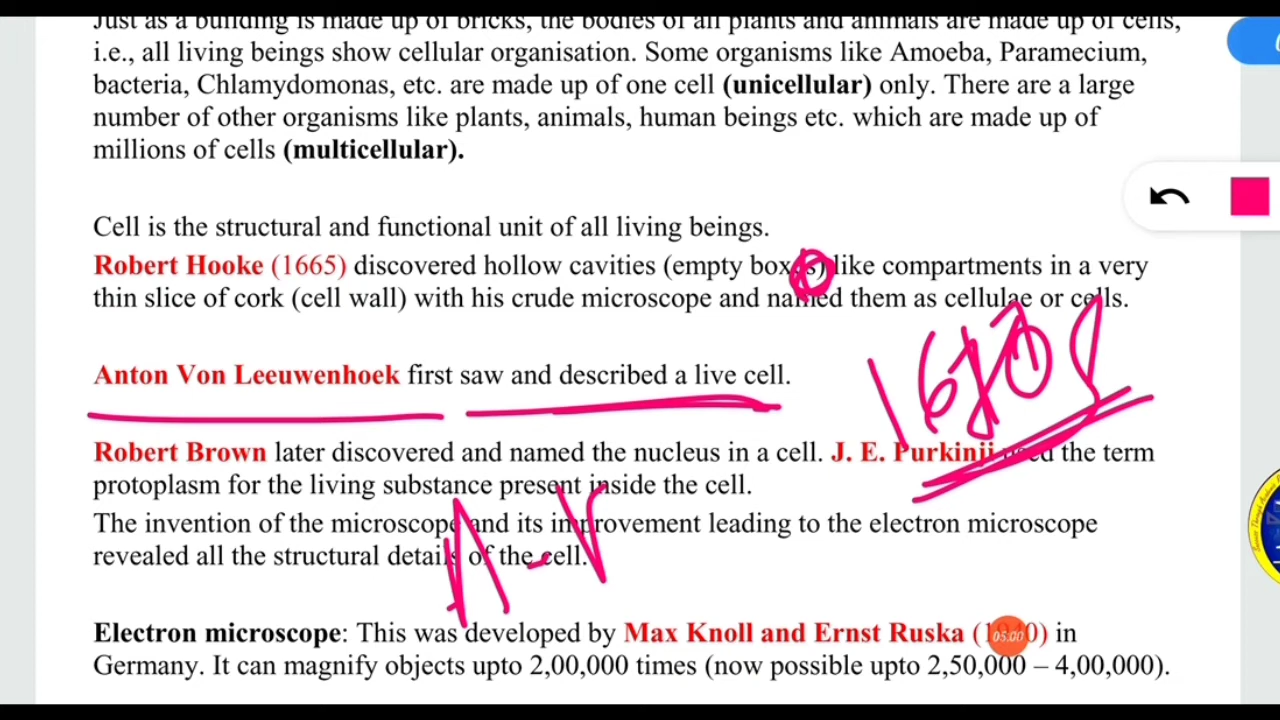 Just as a building is made up of bricks, the bodies of all plants and animals are made up of cells,
i.e., all living beings show cellular organisation. Some organisms like Amoeba, Paramecium,
bacteria, Chlamydomonas, etc. are made up of one cell (unicellular) only. There are a large
number of other organisms like plants, animals, human beings etc. which are made up of
millions of cells (multicellular).
Cell is the structural and functional unit of all living beings.
Robert Hooke (1665) discovered hollow cavities (empty boxes) like compartments in a very
thin slice of cork (cell wall) with his crude microscope and named them as cellulae or cells.
Anton Von Leeuwenhoek first saw and described a live cell.
Robert Brown later discovered and named the nucleus in a cell. J. E. Purkinji used the term
protoplasm for the living substance present inside the cell.
The invention of the microscope and its improvement leading to the electron microscope
revealed all the structural details of the cell.
Electron microscope: This was developed by Max Knoll and Ernst Ruska in
05:00
Germany. It can magnify objects upto 2,00,000 times (now possible upto 2,50,000 – 4,00,000).